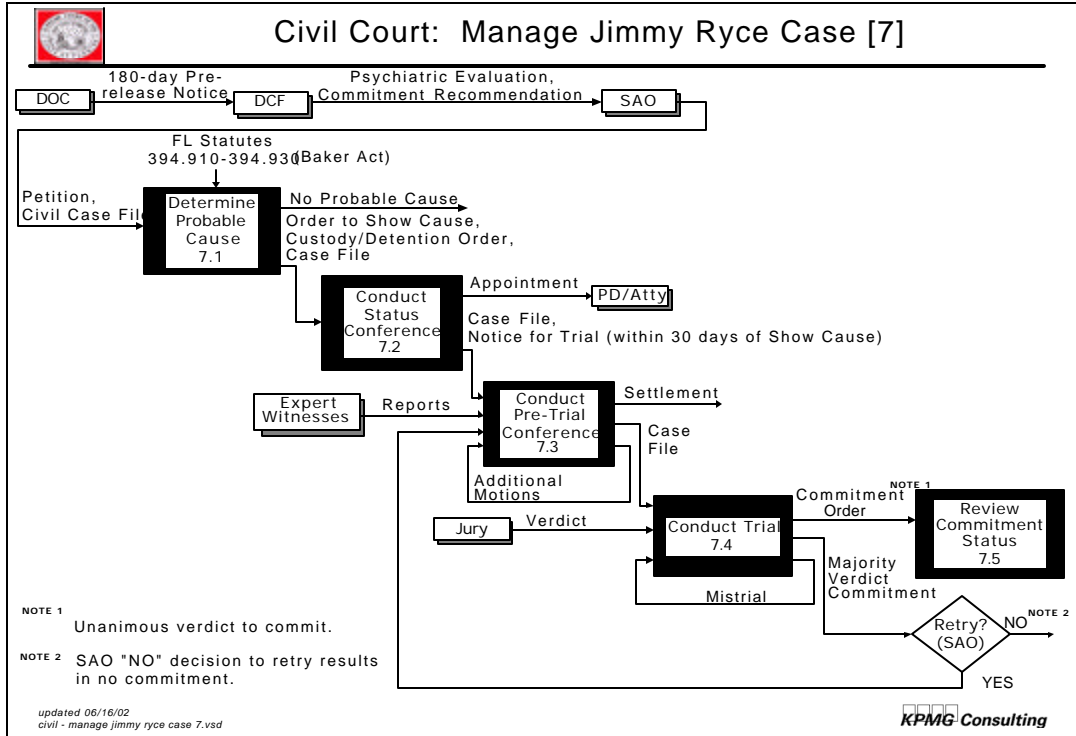 Civil Court: Manage Jimmy Ryce Case [7]
DOC
180-day Pre-
release Notice
DCF
Psychiatric Evaluation,
Commitment Recommendation
SAO
FL Statutes
394.910-394.930(Baker Act)
Petition,
Civil Case File
Determine
Probable
Cause
7.1
No Probable Cause
Order to Show Cause,
Custody/Detention Order,
Case File
Conduct
Status
Conference
7.2
Appointment
PD/Atty
Case File,
Notice for Trial (within 30 days of Show Cause)
Expert
Witnesses
Reports
Conduct
Pre-Trial
Conference
7.3
Settlement
Case
File
Additional
Motions
Jury
Verdict
Conduct Trial
7.4
Mistrial
NOTE 1
Commitment
Order
Review
Commitment
Status
7.5
Majority
Verdict
Commitment
Retry?
(SAO)
NO
NOTE 2
YES
NOTE 1
Unanimous verdict to commit.
NOTE 2
SAO "NO" decision to retry results
in no commitment.
updated 06/16/02
civil - manage jimmy ryce case 7.vsd
KPMG Consulting